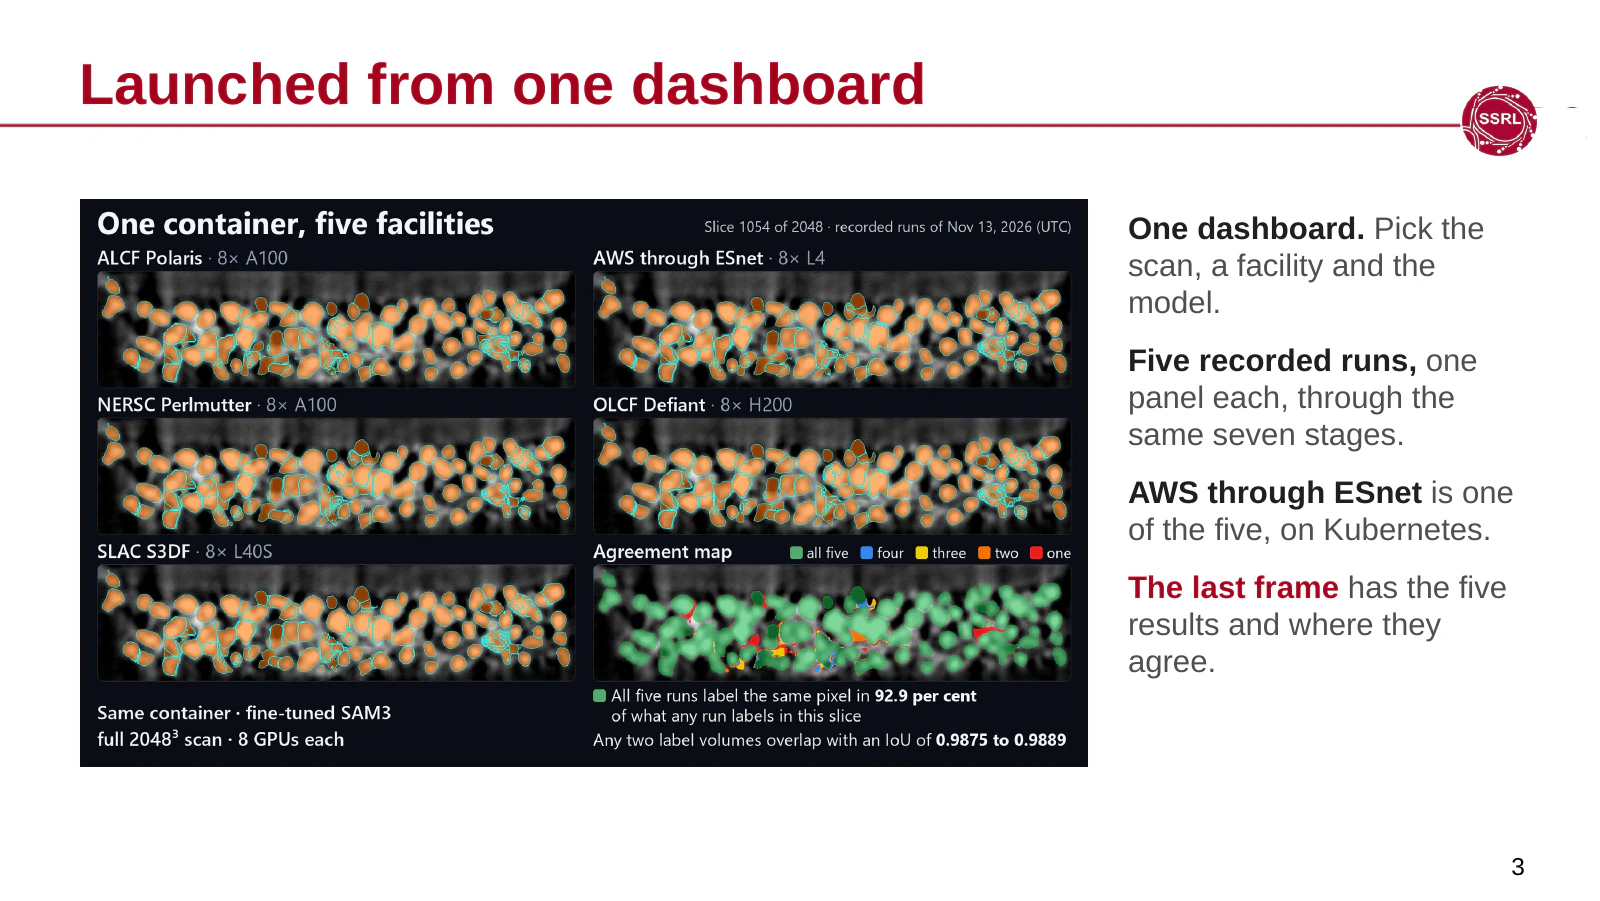 Launched from one dashboard
SSRL
One container, five facilities
Slice 1054 of 2048 · recorded runs of Nov 13, 2026 (UTC)
ALCF Polaris · 8× A100
AWS through ESnet · 8× L4
NERSC Perlmutter · 8× A100
OLCF Defiant · 8× H200
SLAC S3DF · 8× L40S
Agreement map
all five four three two one
Same container · fine-tuned SAM3
full 2048³ scan · 8 GPUs each
All five runs label the same pixel in 92.9 per cent
of what any run labels in this slice
Any two label volumes overlap with an IoU of 0.9875 to 0.9889
One dashboard. Pick the
scan, a facility and the
model.
Five recorded runs, one
panel each, through the
same seven stages.
AWS through ESnet is one
of the five, on Kubernetes.
The last frame has the five
results and where they
agree.
3